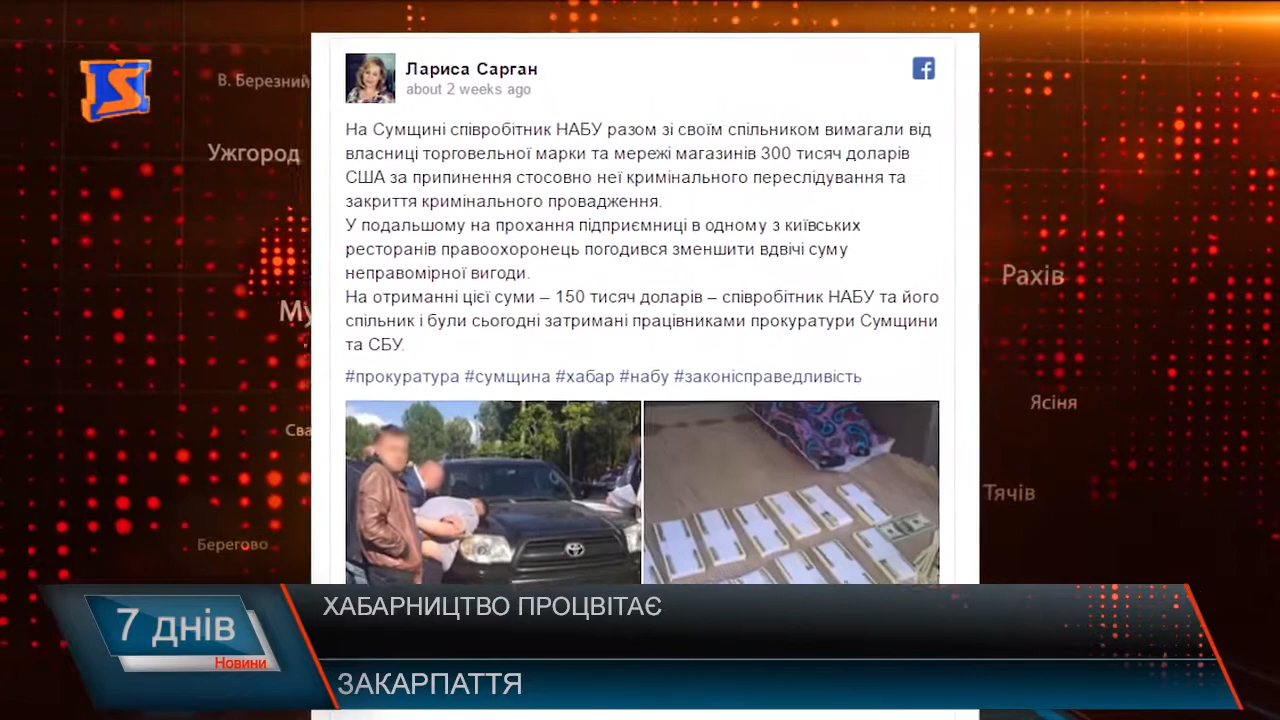 Лариса Сарган
about 2 weeks ago
На Сумщині співробітник НАБУ разом зі своїм спільником вимагали від
власниці торговельної марки та мережі магазинів 300 тисяч доларів
США за припинення стосовно неї кримінального переслідування та
закриття кримінального провадження.
У подальшому на прохання підприємниці в одному з київських
ресторанів правоохоронець погодився зменшити вдвічі суму
неправомірної вигоди.
На отриманні цієї суми – 150 тисяч доларів – співробітник НАБУ та його
спільник і були сьогодні затримані працівниками прокуратури Сумщини
та СБУ.
#прокуратура #сумщина #хабар #набу #законісправедливість
В. Березний
Ужгород
Му
Сва
Берегово
Рахів
Ясіня
Тячів
7 днів
Новини
ХАБАРНИЦТВО ПРОЦВІТАЄ
ЗАКАРПАТТЯ